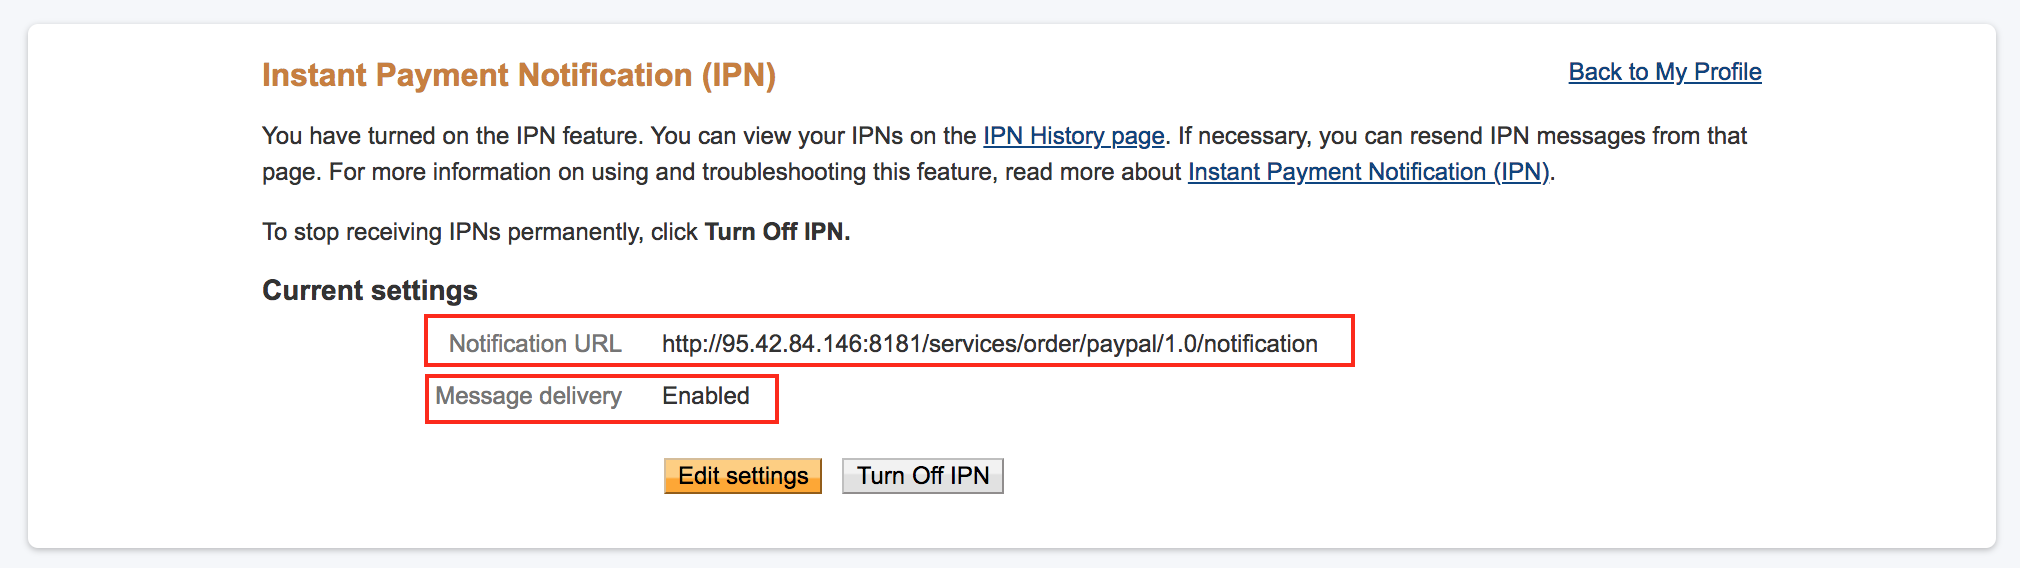 Instant Payment Notification (IPN)
Back to My Profile
You have turned on the IPN feature. You can view your IPNs on the IPN History page. If necessary, you can resend IPN messages from that
page. For more information on using and troubleshooting this feature, read more about Instant Payment Notification (IPN).
To stop receiving IPNs permanently, click Turn Off IPN.
Current settings
Notification URL http://95.42.84.146:8181/services/order/paypal/1.0/notification
Message delivery Enabled
Edit settings Turn Off IPN